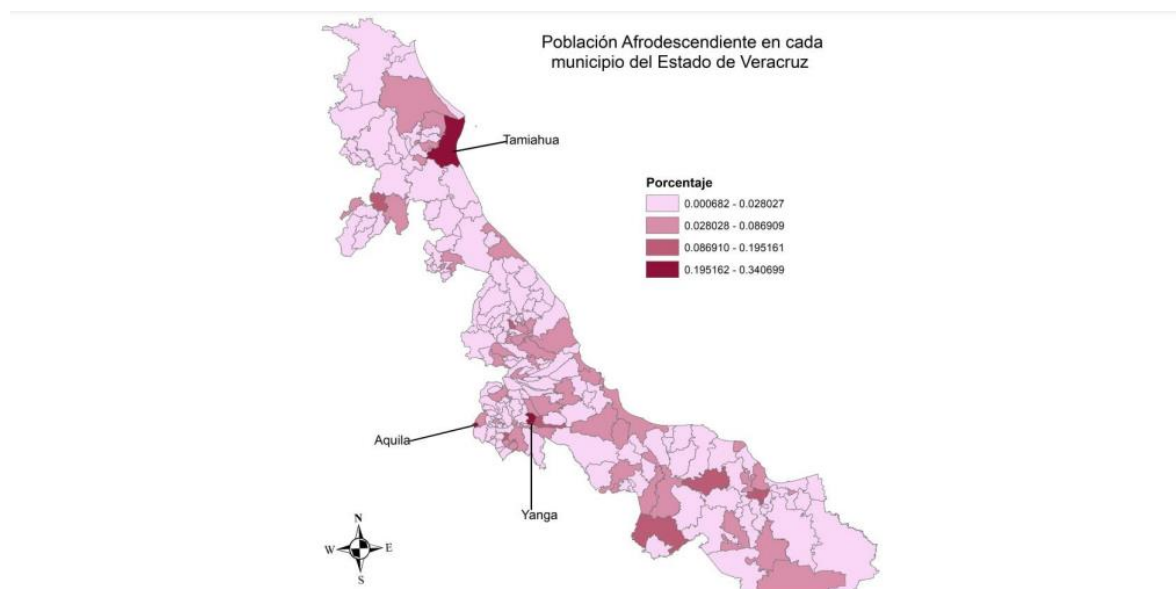 Población Afrodescendiente en cada
municipio del Estado de Veracruz
Tamiahua
Porcentaje
0.000682 - 0.028027
0.028028 - 0.086909
0.086910 - 0.195161
0.195162 - 0.340699
Aquila
Yanga
N
W E
S